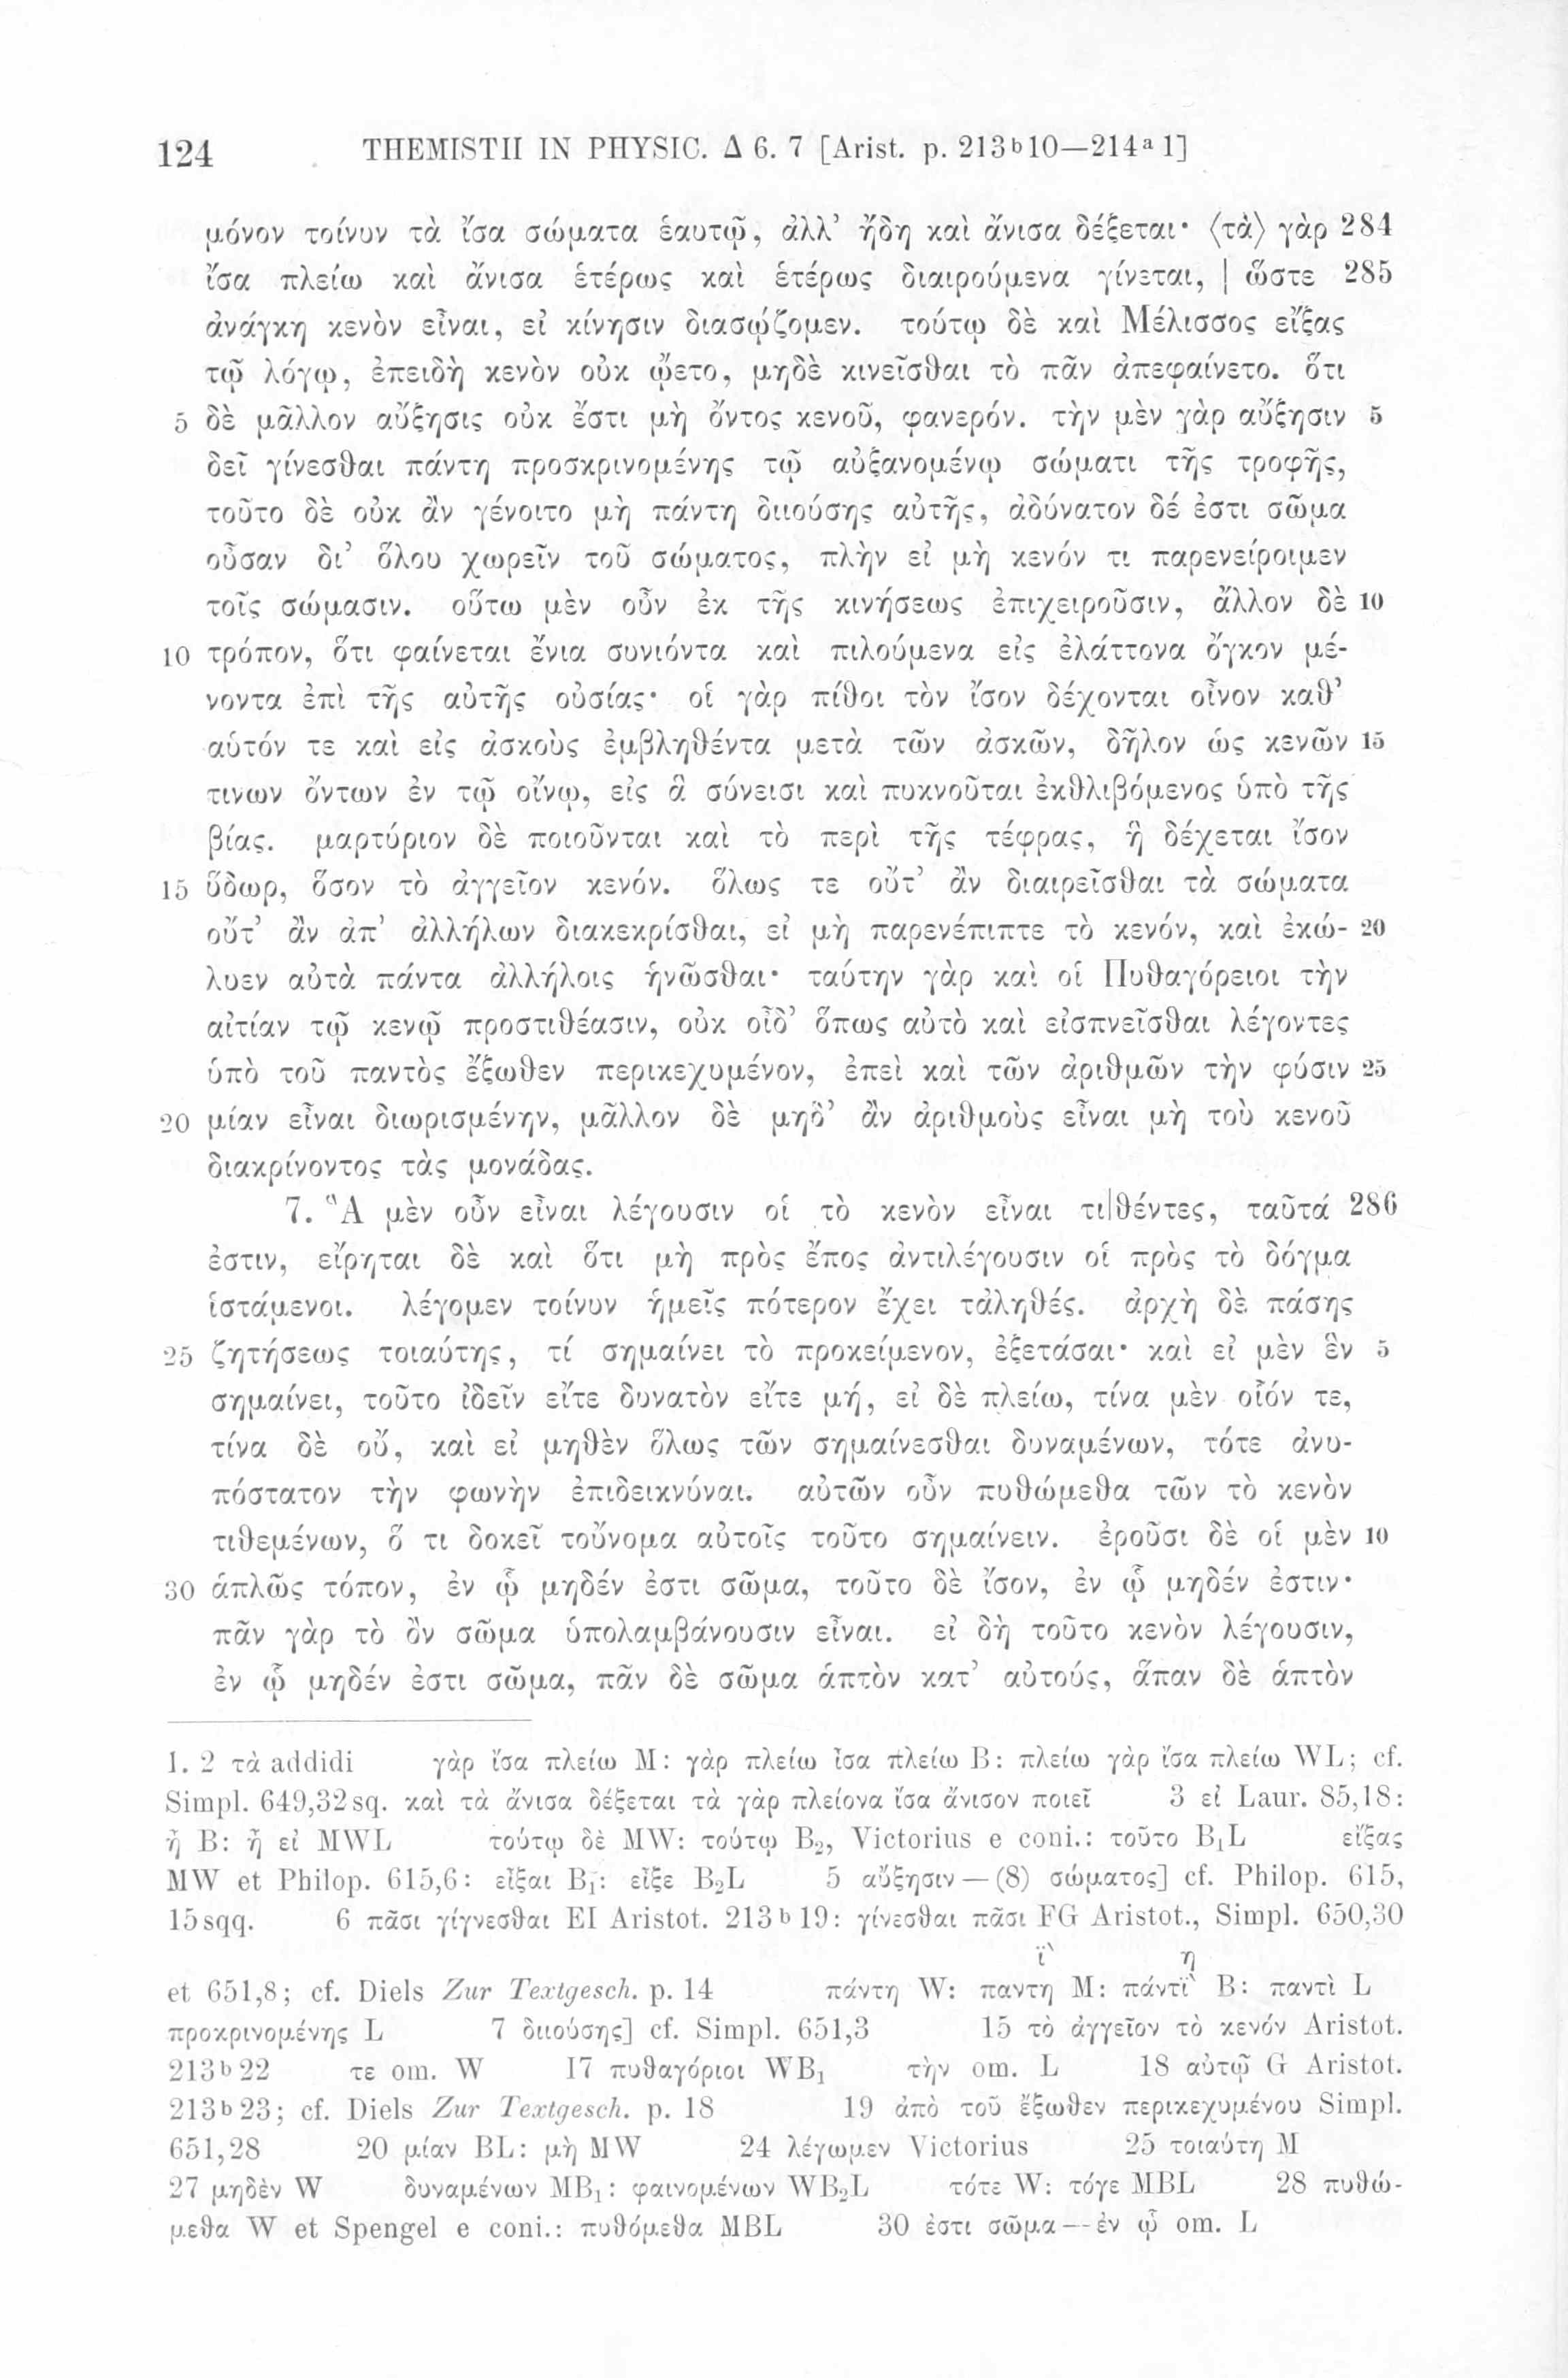 124 THEMISTII IN PHYSIC. Δ 6. 7 [Arist. p. 213ᵇ10—214ᵃ 1]
μόνον τοίνυν τὰ ἴσα σώματα ἑαυτῷ, ἀλλ’ ἤδη καὶ ἄνισα δέξεται· 〈τὰ〉 γὰρ 284
ἴσα πλείω καὶ ἄνισα ἑτέρως καὶ ἑτέρως διαιρούμενα γίνεται, | ὥστε 285
ἀνάγκη κενὸν εἶναι, εἰ κίνησιν διασῴζομεν. τούτῳ δὲ καὶ Μέλισσος εἴξας
τῷ λόγῳ, ἐπειδὴ κενὸν οὐκ ᾤετο, μηδὲ κινεῖσθαι τὸ πᾶν ἀπεφαίνετο. ὅτι
5 δὲ μᾶλλον αὔξησις οὐκ ἔστι μὴ ὄντος κενοῦ, φανερόν. τὴν μὲν γὰρ αὔξησιν 5
δεῖ γίνεσθαι πάντη προσκρινομένης τῷ αὐξανομένῳ σώματι τῆς τροφῆς,
τοῦτο δὲ οὐκ ἂν γένοιτο μὴ πάντη διιούσης αὐτῆς, ἀδύνατον δέ ἐστι σῶμα
οὖσαν δι’ ὅλου χωρεῖν τοῦ σώματος, πλὴν εἰ μὴ κενόν τι παρενείροιμεν
τοῖς σώμασιν. οὕτω μὲν οὖν ἐκ τῆς κινήσεως ἐπιχειροῦσιν, ἄλλον δὲ 10
10 τρόπον, ὅτι φαίνεται ἔνια συνιόντα καὶ πιλούμενα εἰς ἐλάττονα ὄγκον μέ-
νοντα ἐπὶ τῆς αὐτῆς οὐσίας· οἱ γὰρ πίθοι τὸν ἴσον δέχονται οἶνον καθ’
αὑτόν τε καὶ εἰς ἀσκοὺς ἐμβληθέντα μετὰ τῶν ἀσκῶν, δῆλον ὡς κενῶν 15
τινων ὄντων ἐν τῷ οἴνῳ, εἰς ἃ σύνεισι καὶ πυκνοῦται ἐκθλιβόμενος ὑπὸ τῆς
βίας. μαρτύριον δὲ ποιοῦνται καὶ τὸ περὶ τῆς τέφρας, ἣ δέχεται ἴσον
15 ὕδωρ, ὅσον τὸ ἀγγεῖον κενόν. ὅλως τε οὔτ’ ἂν διαιρεῖσθαι τὰ σώματα
οὔτ’ ἂν ἀπ’ ἀλλήλων διακεκρίσθαι, εἰ μὴ παρενέπιπτε τὸ κενόν, καὶ ἐκώ- 20
λυεν αὐτὰ πάντα ἀλλήλοις ἡνῶσθαι· ταύτην γὰρ καὶ οἱ Πυθαγόρειοι τὴν
αἰτίαν τῷ κενῷ προστιθέασιν, οὐκ οἶδ’ ὅπως αὐτὸ καὶ εἰσπνεῖσθαι λέγοντες
ὑπὸ τοῦ παντὸς ἔξωθεν περικεχυμένον, ἐπεὶ καὶ τῶν ἀριθμῶν τὴν φύσιν 25
20 μίαν εἶναι διωρισμένην, μᾶλλον δὲ μηδ’ ἂν ἀριθμοὺς εἶναι μὴ τοῦ κενοῦ
διακρίνοντος τὰς μονάδας.
7. Ἃ μὲν οὖν εἶναι λέγουσιν οἱ τὸ κενὸν εἶναι τι|θέντες, ταῦτά 286
ἐστιν, εἴρηται δὲ καὶ ὅτι μὴ πρὸς ἔπος ἀντιλέγουσιν οἱ πρὸς τὸ δόγμα
ἱστάμενοι. λέγομεν τοίνυν ἡμεῖς πότερον ἔχει τἀληθές. ἀρχὴ δὲ πάσης
25 ζητήσεως τοιαύτης, τί σημαίνει τὸ προκείμενον, ἐξετάσαι· καὶ εἰ μὲν ἓν 5
σημαίνει, τοῦτο ἰδεῖν εἴτε δυνατὸν εἴτε μή, εἰ δὲ πλείω, τίνα μὲν οἷόν τε,
τίνα δὲ οὔ, καὶ εἰ μηθὲν ὅλως τῶν σημαίνεσθαι δυναμένων, τότε ἀνυ-
πόστατον τὴν φωνὴν ἐπιδεικνύναι. αὐτῶν οὖν πυθώμεθα τῶν τὸ κενὸν
τιθεμένων, ὅ τι δοκεῖ τοὔνομα αὐτοῖς τοῦτο σημαίνειν. ἐροῦσι δὲ οἱ μὲν 10
30 ἁπλῶς τόπον, ἐν ᾧ μηδέν ἐστι σῶμα, τοῦτο δὲ ἴσον, ἐν ᾧ μηδέν ἐστιν·
πᾶν γὰρ τὸ ὂν σῶμα ὑπολαμβάνουσιν εἶναι. εἰ δὴ τοῦτο κενὸν λέγουσιν,
ἐν ᾧ μηδέν ἐστι σῶμα, πᾶν δὲ σῶμα ἁπτὸν κατ’ αὐτούς, ἅπαν δὲ ἁπτὸν
1. 2 τὰ addidi γὰρ ἴσα πλείω M: γὰρ πλείω ἴσα πλείω B: πλείω γὰρ ἴσα πλείω WL; cf.
Simpl. 649,32 sq. καὶ τὰ ἄνισα δέξεται τὰ γὰρ πλείονα ἴσα ἄνισον ποιεῖ 3 εἰ Laur. 85,18:
ἢ B: ἢ εἰ MWL τούτῳ δὲ MW: τούτῳ B₂, Victorius e coni.: τοῦτο B₁L εἴξας
MW et Philop. 615,6: εἶξαι B₁: εἶξε B₂L 5 αὔξησιν — (8) σώματος] cf. Philop. 615,
15 sqq. 6 πᾶσι γίγνεσθαι EI Aristot. 213ᵇ 19: γίνεσθαι πᾶσι FG Aristot., Simpl. 650,30
ϊ` η
et 651,8; cf. Diels Zur Textgesch. p. 14 πάντη W: παντη M: πάντϊ` B: παντὶ L
προκρινομένης L 7 διιούσης] cf. Simpl. 651,3 15 τὸ ἀγγεῖον τὸ κενόν Aristot.
213ᵇ 22 τε om. W 17 πυθαγόριοι WB₁ τὴν om. L 18 αὐτῷ G Aristot.
213ᵇ 23; cf. Diels Zur Textgesch. p. 18 19 ἀπὸ τοῦ ἔξωθεν περικεχυμένου Simpl.
651,28 20 μίαν BL: μὴ MW 24 λέγωμεν Victorius 25 τοιαύτη M
27 μηδὲν W δυναμένων MB₁: φαινομένων WB₂L τότε W: τόγε MBL 28 πυθώ-
μεθα W et Spengel e coni.: πυθόμεθα MBL 30 ἐστι σῶμα — ἐν ᾧ om. L